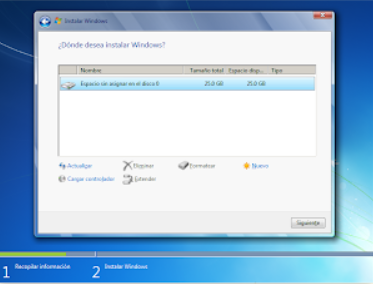 Instalar Windows
¿Dónde desea instalar Windows?
Nombre Tamaño total Espacio disp... Tipo
Espacio sin asignar en el disco 0 25.0 GB 25.0 GB
Actualizar Eliminar Formatear Nuevo
Cargar controlador Extender
Siguiente
1 Recopilar información 2 Instalar Windows